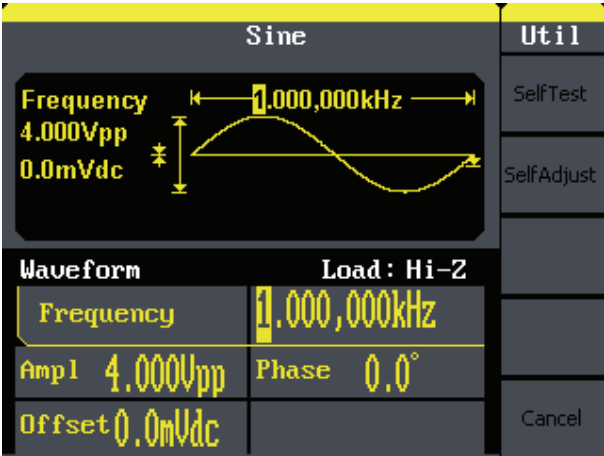 Sine
Util
Frequency
1.000,000kHz
4.000Vpp
0.0mVdc
SelfTest
SelfAdjust
Waveform
Load: Hi-Z
Frequency
1.000,000kHz
Ampl 4.000Vpp
Phase 0.0°
Offset 0.0mVdc
Cancel